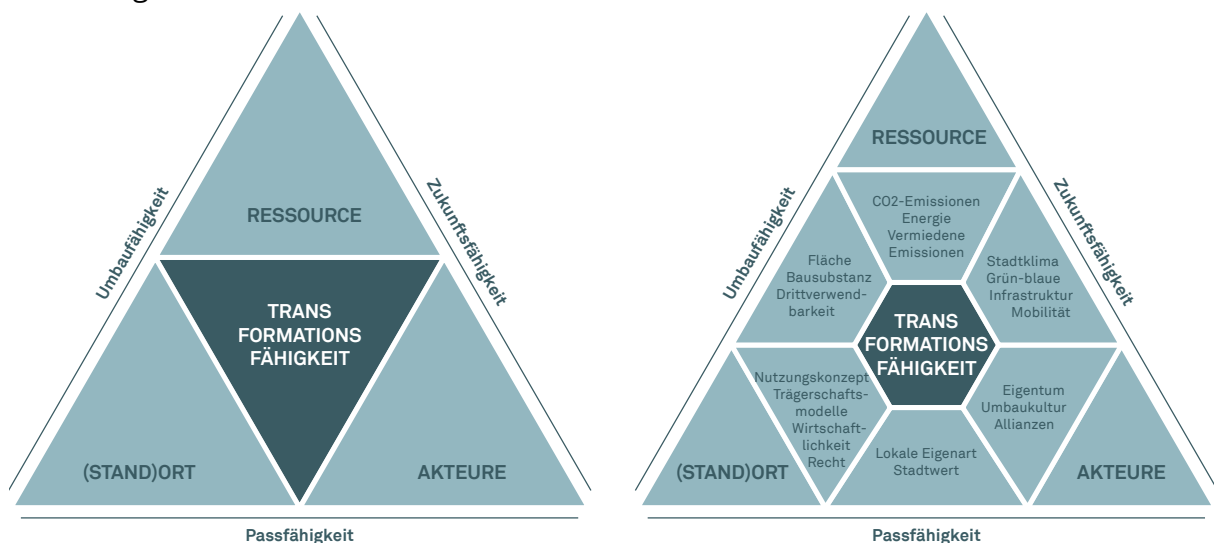 Umbaufähigkeit
Zukunftsfähigkeit
RESSOURCE
TRANS
FORMATIONS
FÄHIGKEIT
(STAND)ORT
AKTEURE
Passfähigkeit
Umbaufähigkeit
Zukunftsfähigkeit
RESSOURCE
CO2-Emissionen
Energie
Vermiedene
Emissionen
Fläche
Bausubstanz
Drittverwend-
barkeit
Stadtklima
Grün-blaue
Infrastruktur
Mobilität
TRANS
FORMATIONS
FÄHIGKEIT
Nutzungskonzept
Trägerschafts-
modelle
Wirtschaft-
lichkeit
Recht
Eigentum
Umbaukultur
Allianzen
Lokale Eigenart
Stadtwert
(STAND)ORT
AKTEURE
Passfähigkeit